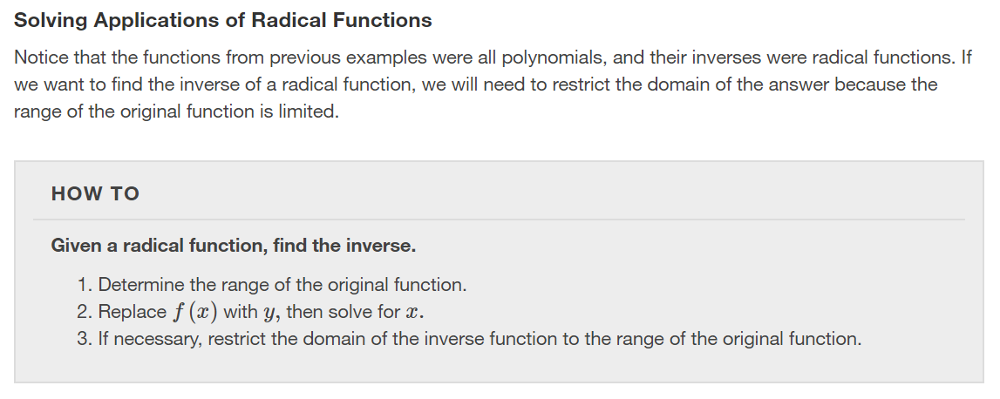 Solving Applications of Radical Functions
Notice that the functions from previous examples were all polynomials, and their inverses were radical functions. If
we want to find the inverse of a radical function, we will need to restrict the domain of the answer because the
range of the original function is limited.
HOW TO
Given a radical function, find the inverse.
1. Determine the range of the original function.
2. Replace f (x) with y, then solve for x.
3. If necessary, restrict the domain of the inverse function to the range of the original function.